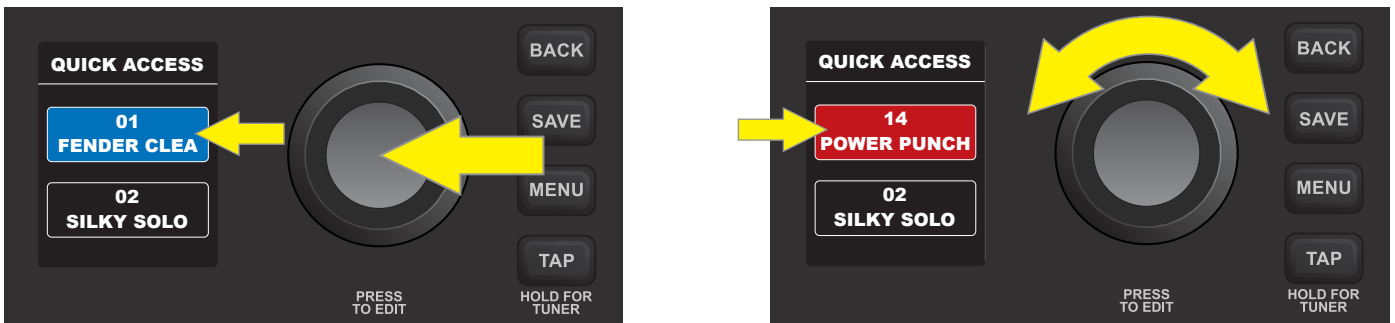 QUICK ACCESS
01
FENDER CLEA
02
SILKY SOLO
BACK
SAVE
MENU
TAP
PRESS
TO EDIT
HOLD FOR
TUNER
QUICK ACCESS
14
POWER PUNCH
02
SILKY SOLO
BACK
SAVE
MENU
TAP
PRESS
TO EDIT
HOLD FOR
TUNER